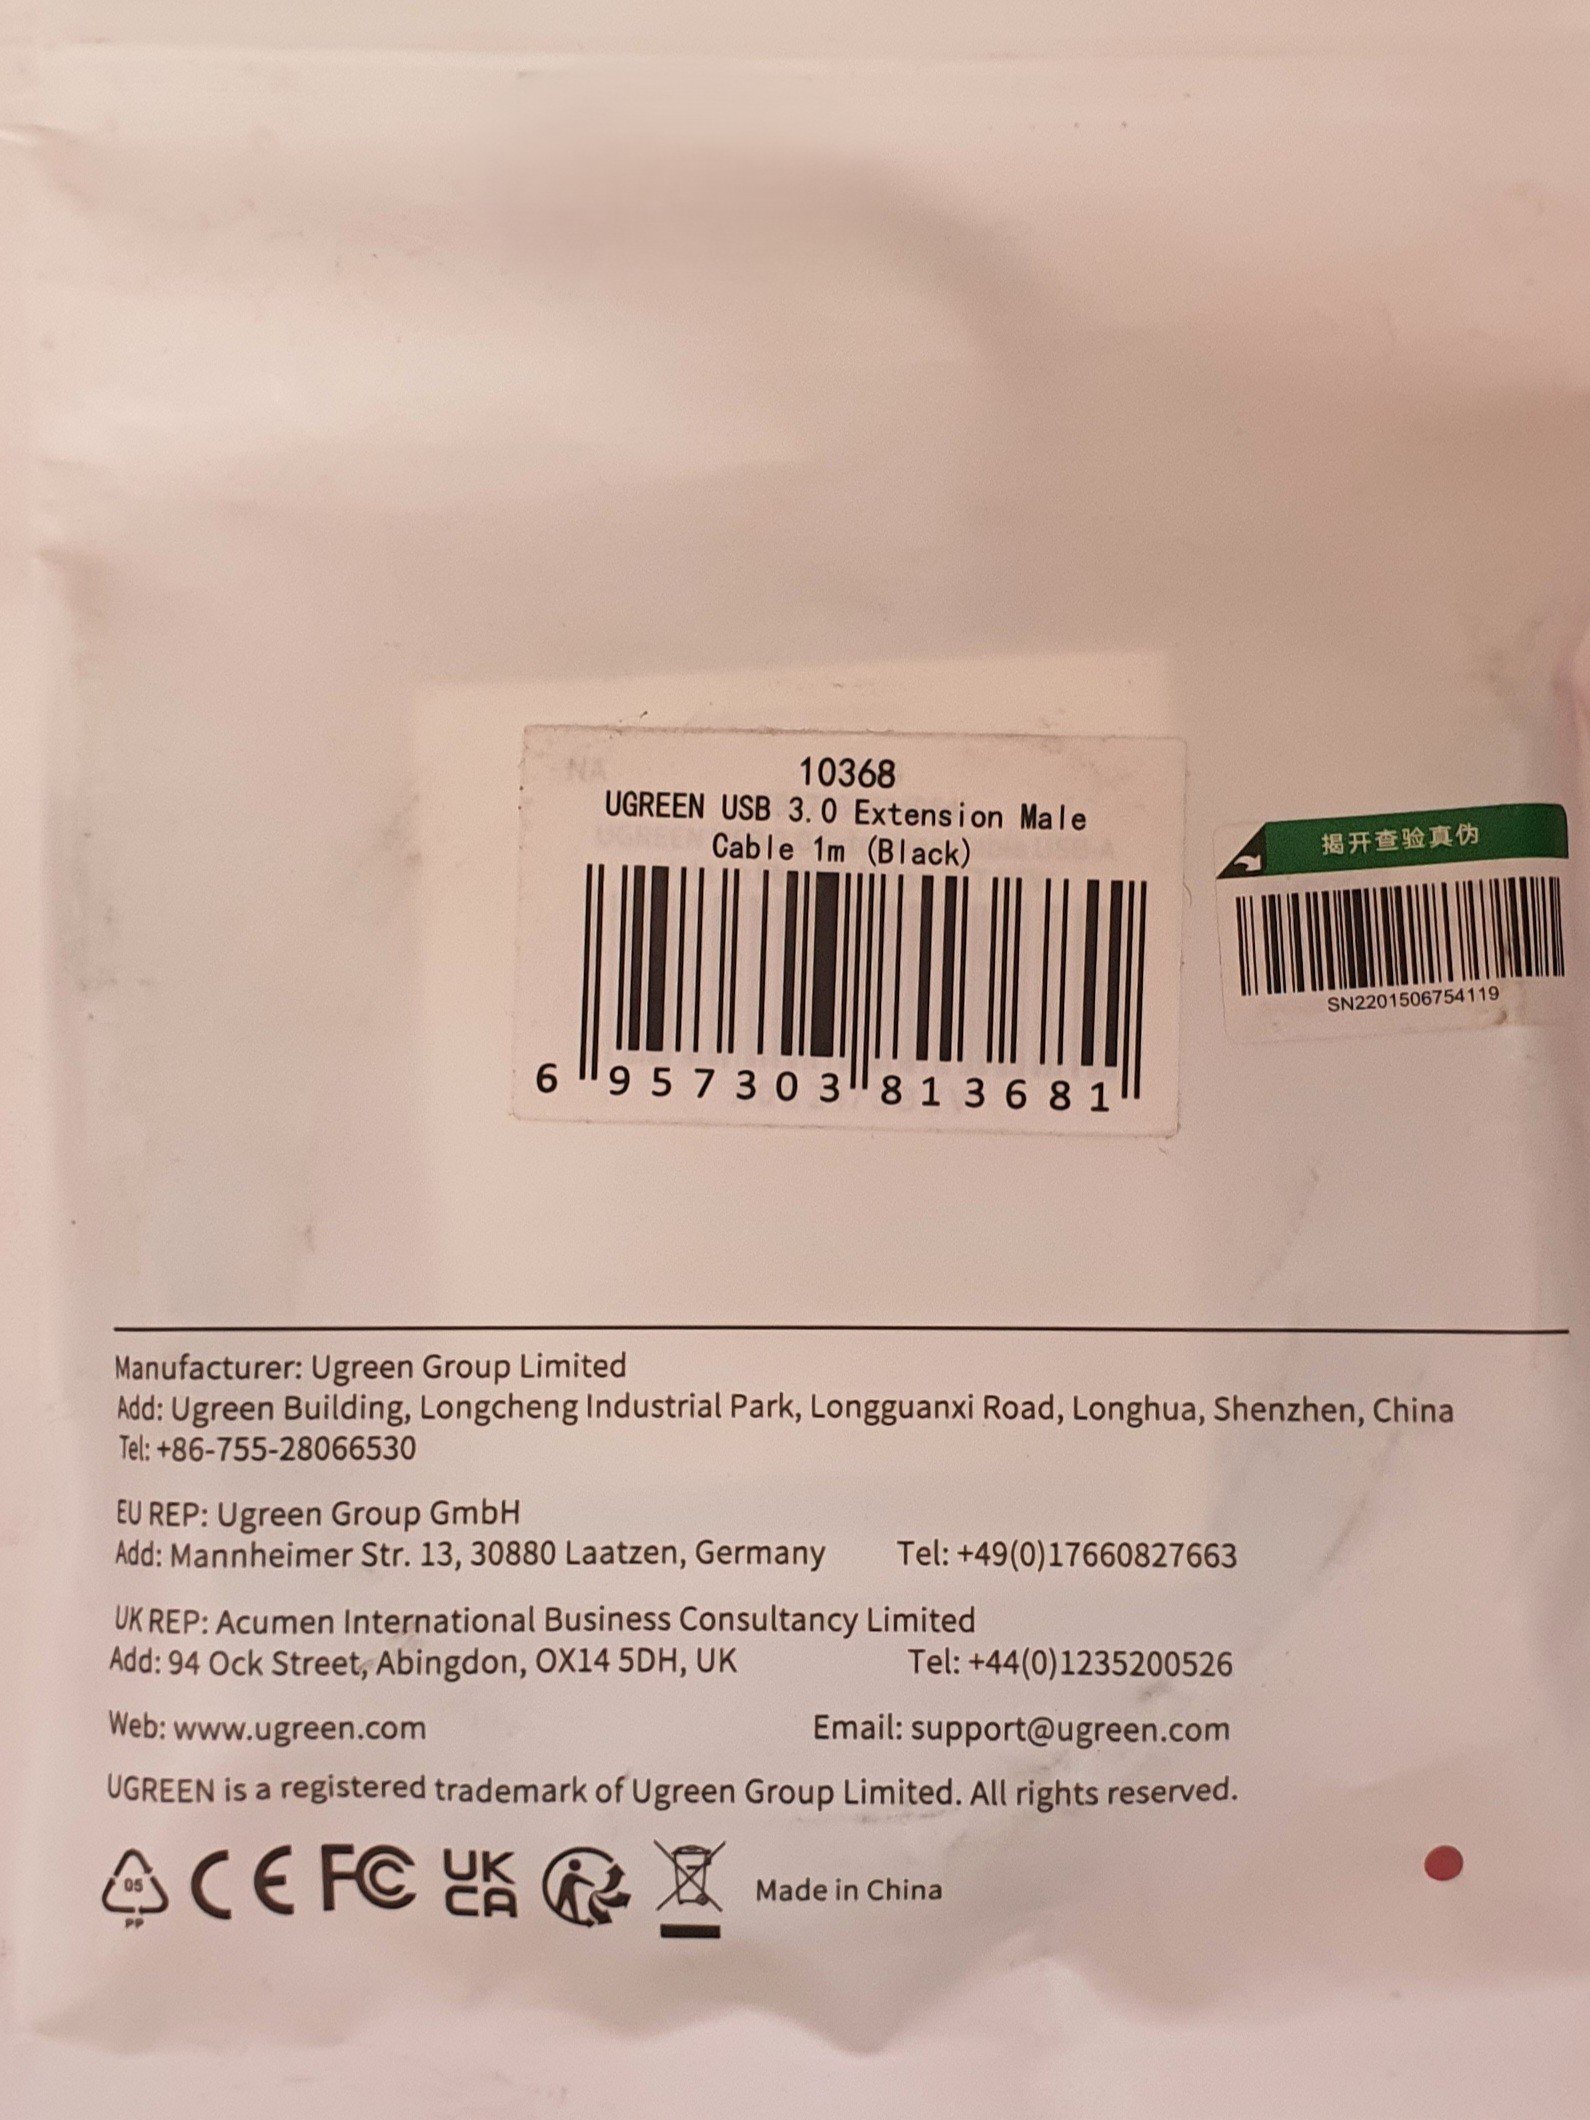 10368
UGREEN USB 3.0 Extension Male
Cable 1m (Black)
6 957303 813681
揭开查验真伪
SN2201506754119
Manufacturer: Ugreen Group Limited
Add: Ugreen Building, Longcheng Industrial Park, Longguanxi Road, Longhua, Shenzhen, China
Tel: +86-755-28066530
EU REP: Ugreen Group GmbH
Add: Mannheimer Str. 13, 30880 Laatzen, Germany Tel: +49(0)17660827663
UK REP: Acumen International Business Consultancy Limited
Add: 94 Ock Street, Abingdon, OX14 5DH, UK Tel: +44(0)1235200526
Web: www.ugreen.com Email: support@ugreen.com
UGREEN is a registered trademark of Ugreen Group Limited. All rights reserved.
05
PP
CE FC UK
CA
Made in China